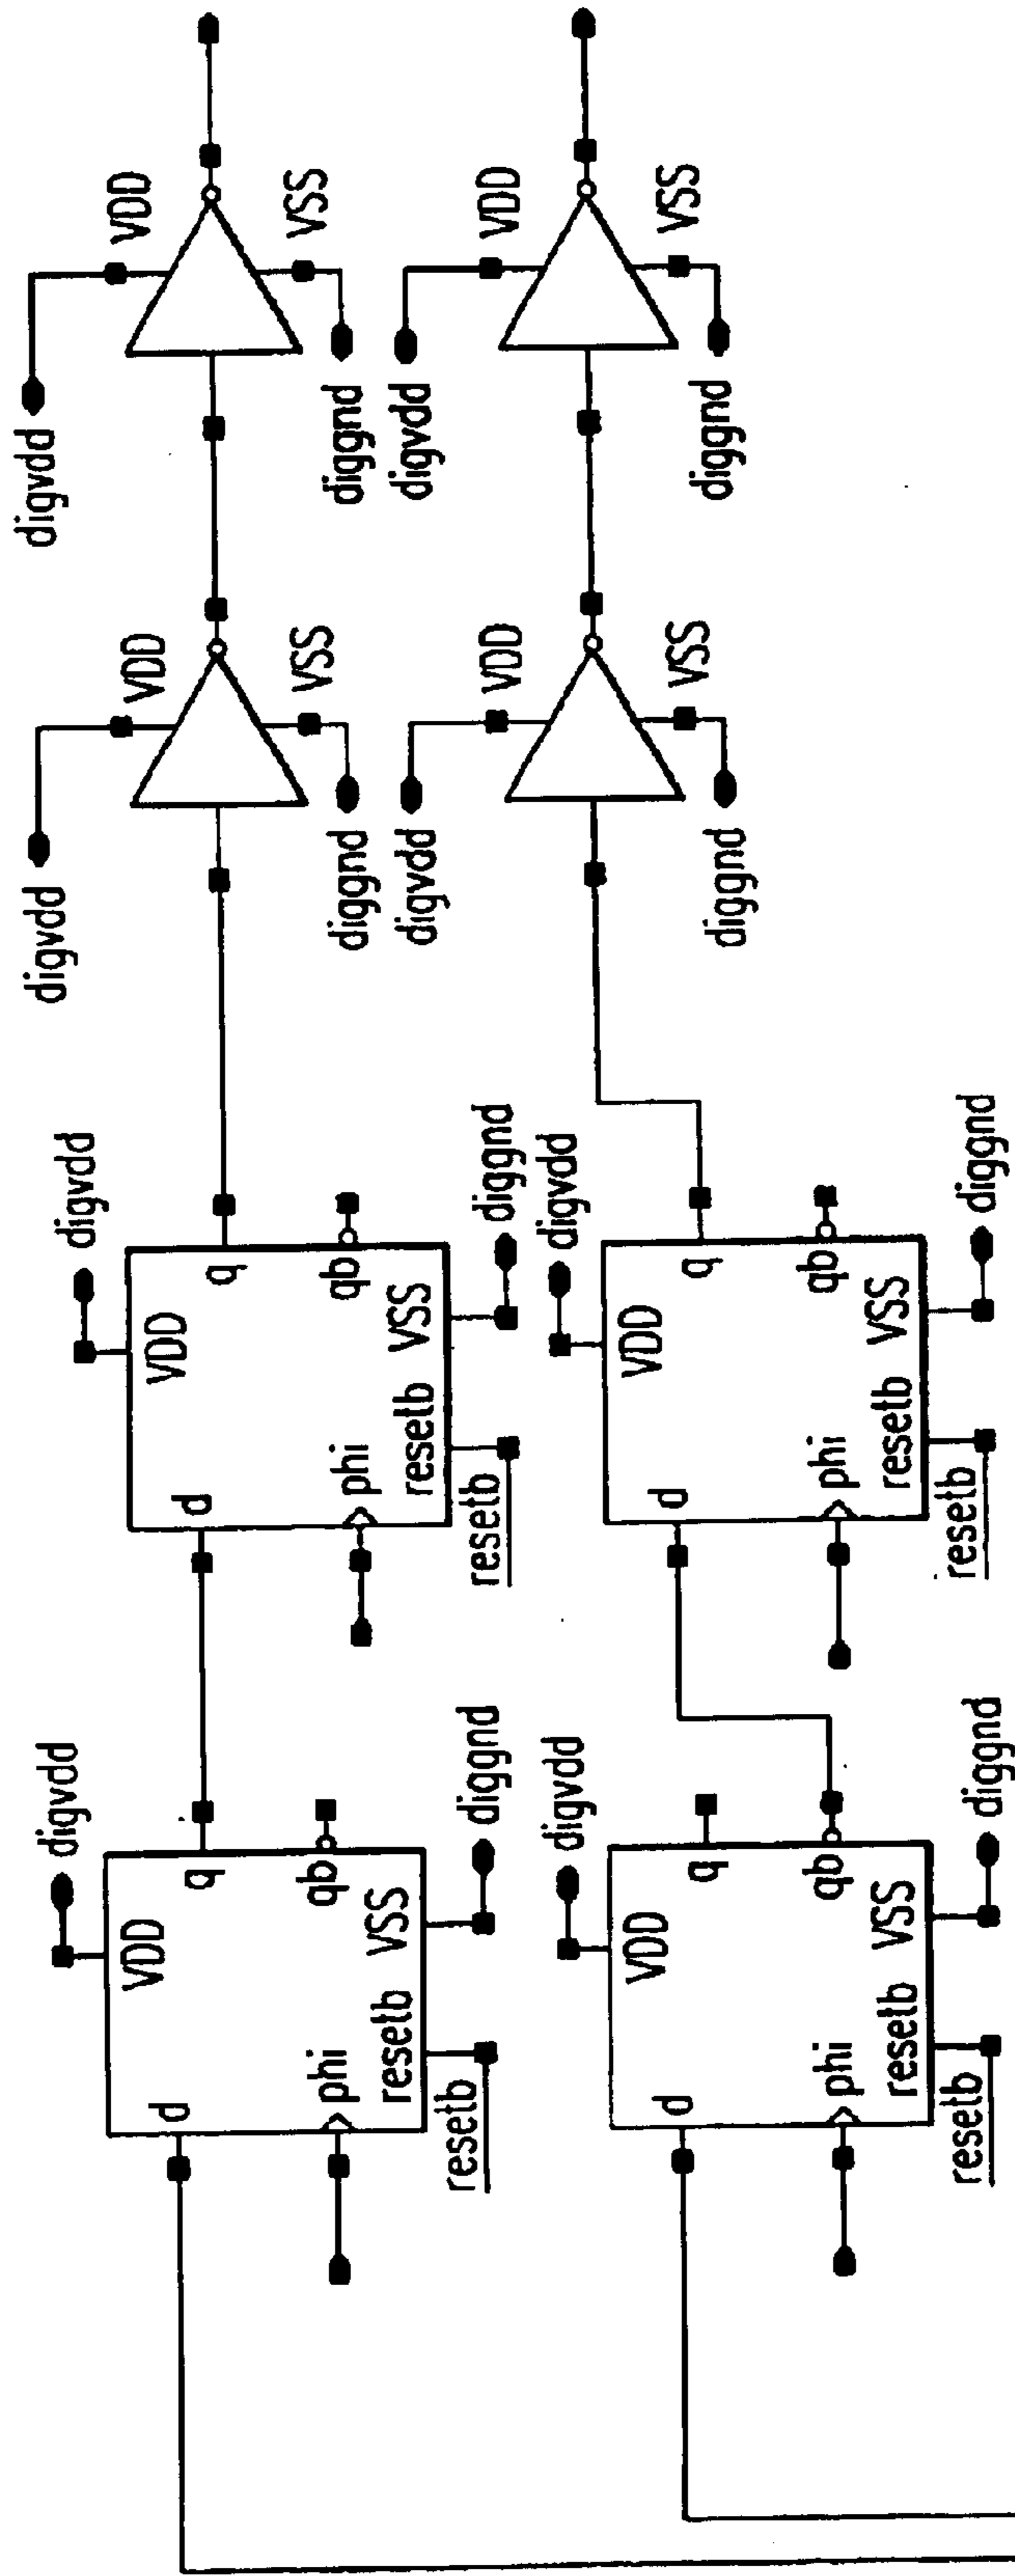 digvdd
digvdd
VDD
VDD
VSS
VSS
diggnd
diggnd
digvdd
digvdd
VDD
d
q
phi
qb
resetb
VSS
resetb
diggnd
VDD
d
q
phi
qb
resetb
VSS
resetb
diggnd
digvdd
digvdd
VDD
VDD
VSS
VSS
diggnd
diggnd
digvdd
digvdd
VDD
d
q
phi
qb
resetb
VSS
resetb
diggnd
VDD
d
q
phi
qb
resetb
VSS
resetb
diggnd